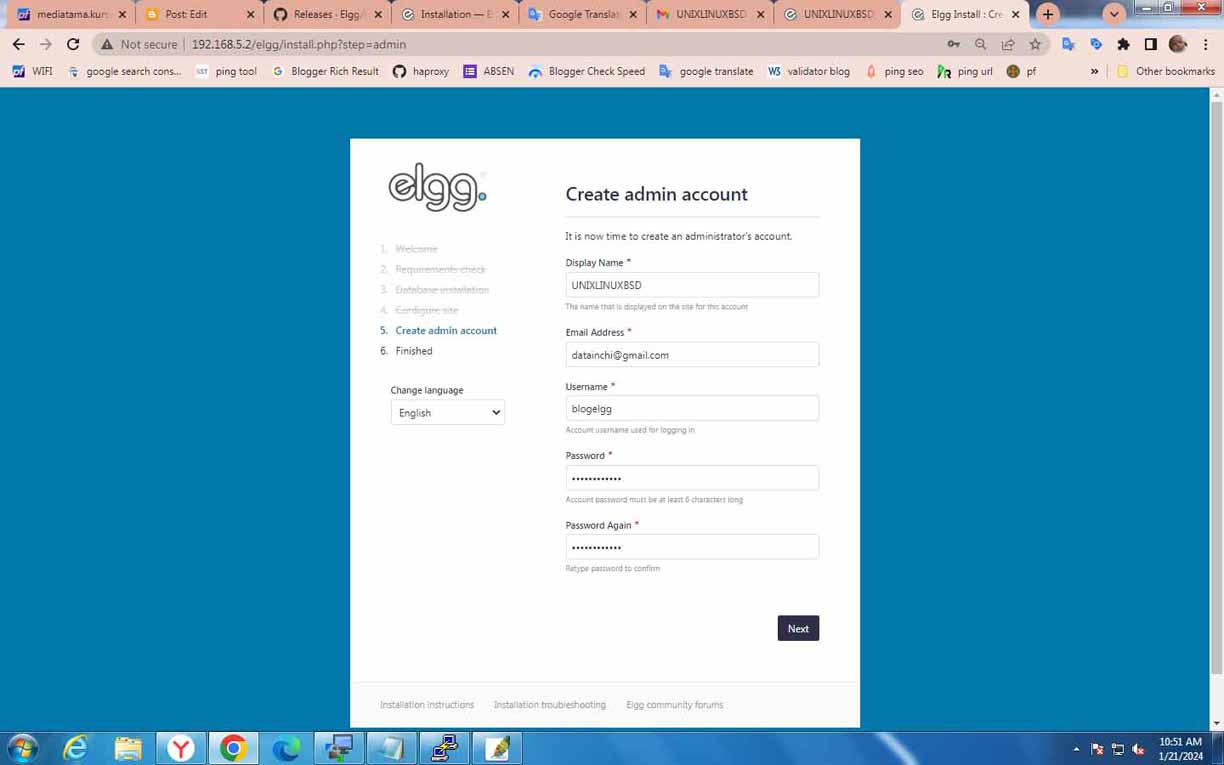 mediatama.kurs
Post: Edit
Releases · Elgg/
Installation — E
Google Translat
UNIXLINUXBSD
UNIXLINUXBSD
Elgg Install : Cre
Not secure
192.168.5.2/elgg/install.php?step=admin
WIFI
google search cons...
ping tool
Blogger Rich Result
haproxy
ABSEN
Blogger Check Speed
google translate
validator blog
ping seo
ping url
pf
»
Other bookmarks
elgg.
Create admin account
It is now time to create an administrator's account.
1. Welcome
2. Requirements check
3. Database installation
4. Configure site
5. Create admin account
6. Finished
Change language
English
Display Name *
UNIXLINUXBSD
The name that is displayed on the site for this account
Email Address *
datainchi@gmail.com
Username *
blogelgg
Account username used for logging in
Password *
••••••••••••
Account password must be at least 6 characters long
Password Again *
••••••••••••
Retype password to confirm
Next
Installation instructions
Installation troubleshooting
Elgg community forums
10:51 AM
1/21/2024